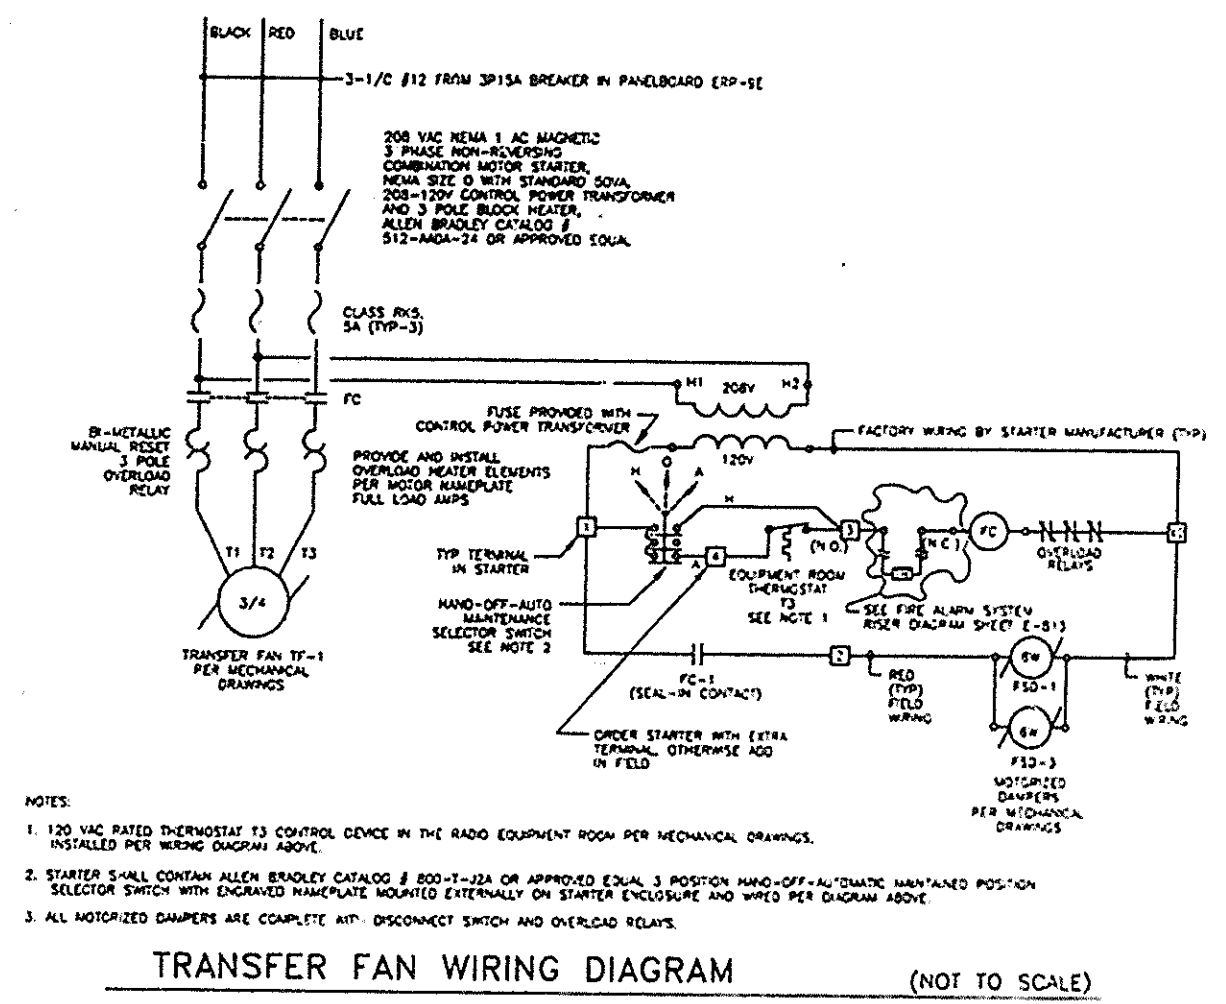 BLACK RED BLUE
3-1/C #12 FROM 3P15A BREAKER IN PANELBOARD ERP-SE
208 VAC NEMA 1 AC MAGNETIC
3 PHASE NON-REVERSING
COMBINATION MOTOR STARTER,
NEMA SIZE 0 WITH STANDARD 50VA,
208-120V CONTROL POWER TRANSFORMER
AND 3 POLE BLOCK HEATER,
ALLEN BRADLEY CATALOG #
512-AADA-24 OR APPROVED EQUAL
CLASS RK5,
5A (TYP-3)
H1 208V H2
FC
FUSE PROVIDED WITH
CONTROL POWER TRANSFORMER
FACTORY WIRING BY STARTER MANUFACTURER (TYP)
120V
BI-METALLIC
MANUAL RESET
3 POLE
OVERLOAD
RELAY
PROVIDE AND INSTALL
OVERLOAD HEATER ELEMENTS
PER MOTOR NAMEPLATE
FULL LOAD AMPS
H O A
H
1
3
(N.O.)
(N.C.)
FC
OVERLOAD
RELAYS
TYP TERMINAL
IN STARTER
A
4
EQUIPMENT ROOM
THERMOSTAT
T3
SEE NOTE 1
T1 T2 T3
3/4
TRANSFER FAN TF-1
PER MECHANICAL
DRAWINGS
HAND-OFF-AUTO
MAINTENANCE
SELECTOR SWITCH
SEE NOTE 2
SEE FIRE ALARM SYSTEM
RISER DIAGRAM SHEET E-813
FC-1
(SEAL-IN CONTACT)
2
RED
(TYP)
FIELD
WIRING
6W
FSD-1
6W
FSD-3
WHITE
(TYP)
FIELD
WIRING
ORDER STARTER WITH EXTRA
TERMINAL, OTHERWISE ADD
IN FIELD
MOTORIZED
DAMPERS
PER MECHANICAL
DRAWINGS
NOTES:
1. 120 VAC RATED THERMOSTAT T3 CONTROL DEVICE IN THE RADIO EQUIPMENT ROOM PER MECHANICAL DRAWINGS,
INSTALLED PER WIRING DIAGRAM ABOVE.
2. STARTER SHALL CONTAIN ALLEN BRADLEY CATALOG # 800-T-J2A OR APPROVED EQUAL 3 POSITION HAND-OFF-AUTOMATIC MAINTAINED POSITION
SELECTOR SWITCH WITH ENGRAVED NAMEPLATE MOUNTED EXTERNALLY ON STARTER ENCLOSURE AND WIRED PER DIAGRAM ABOVE.
3. ALL MOTORIZED DAMPERS ARE COMPLETE WITH DISCONNECT SWITCH AND OVERLOAD RELAYS.
TRANSFER FAN WIRING DIAGRAM (NOT TO SCALE)